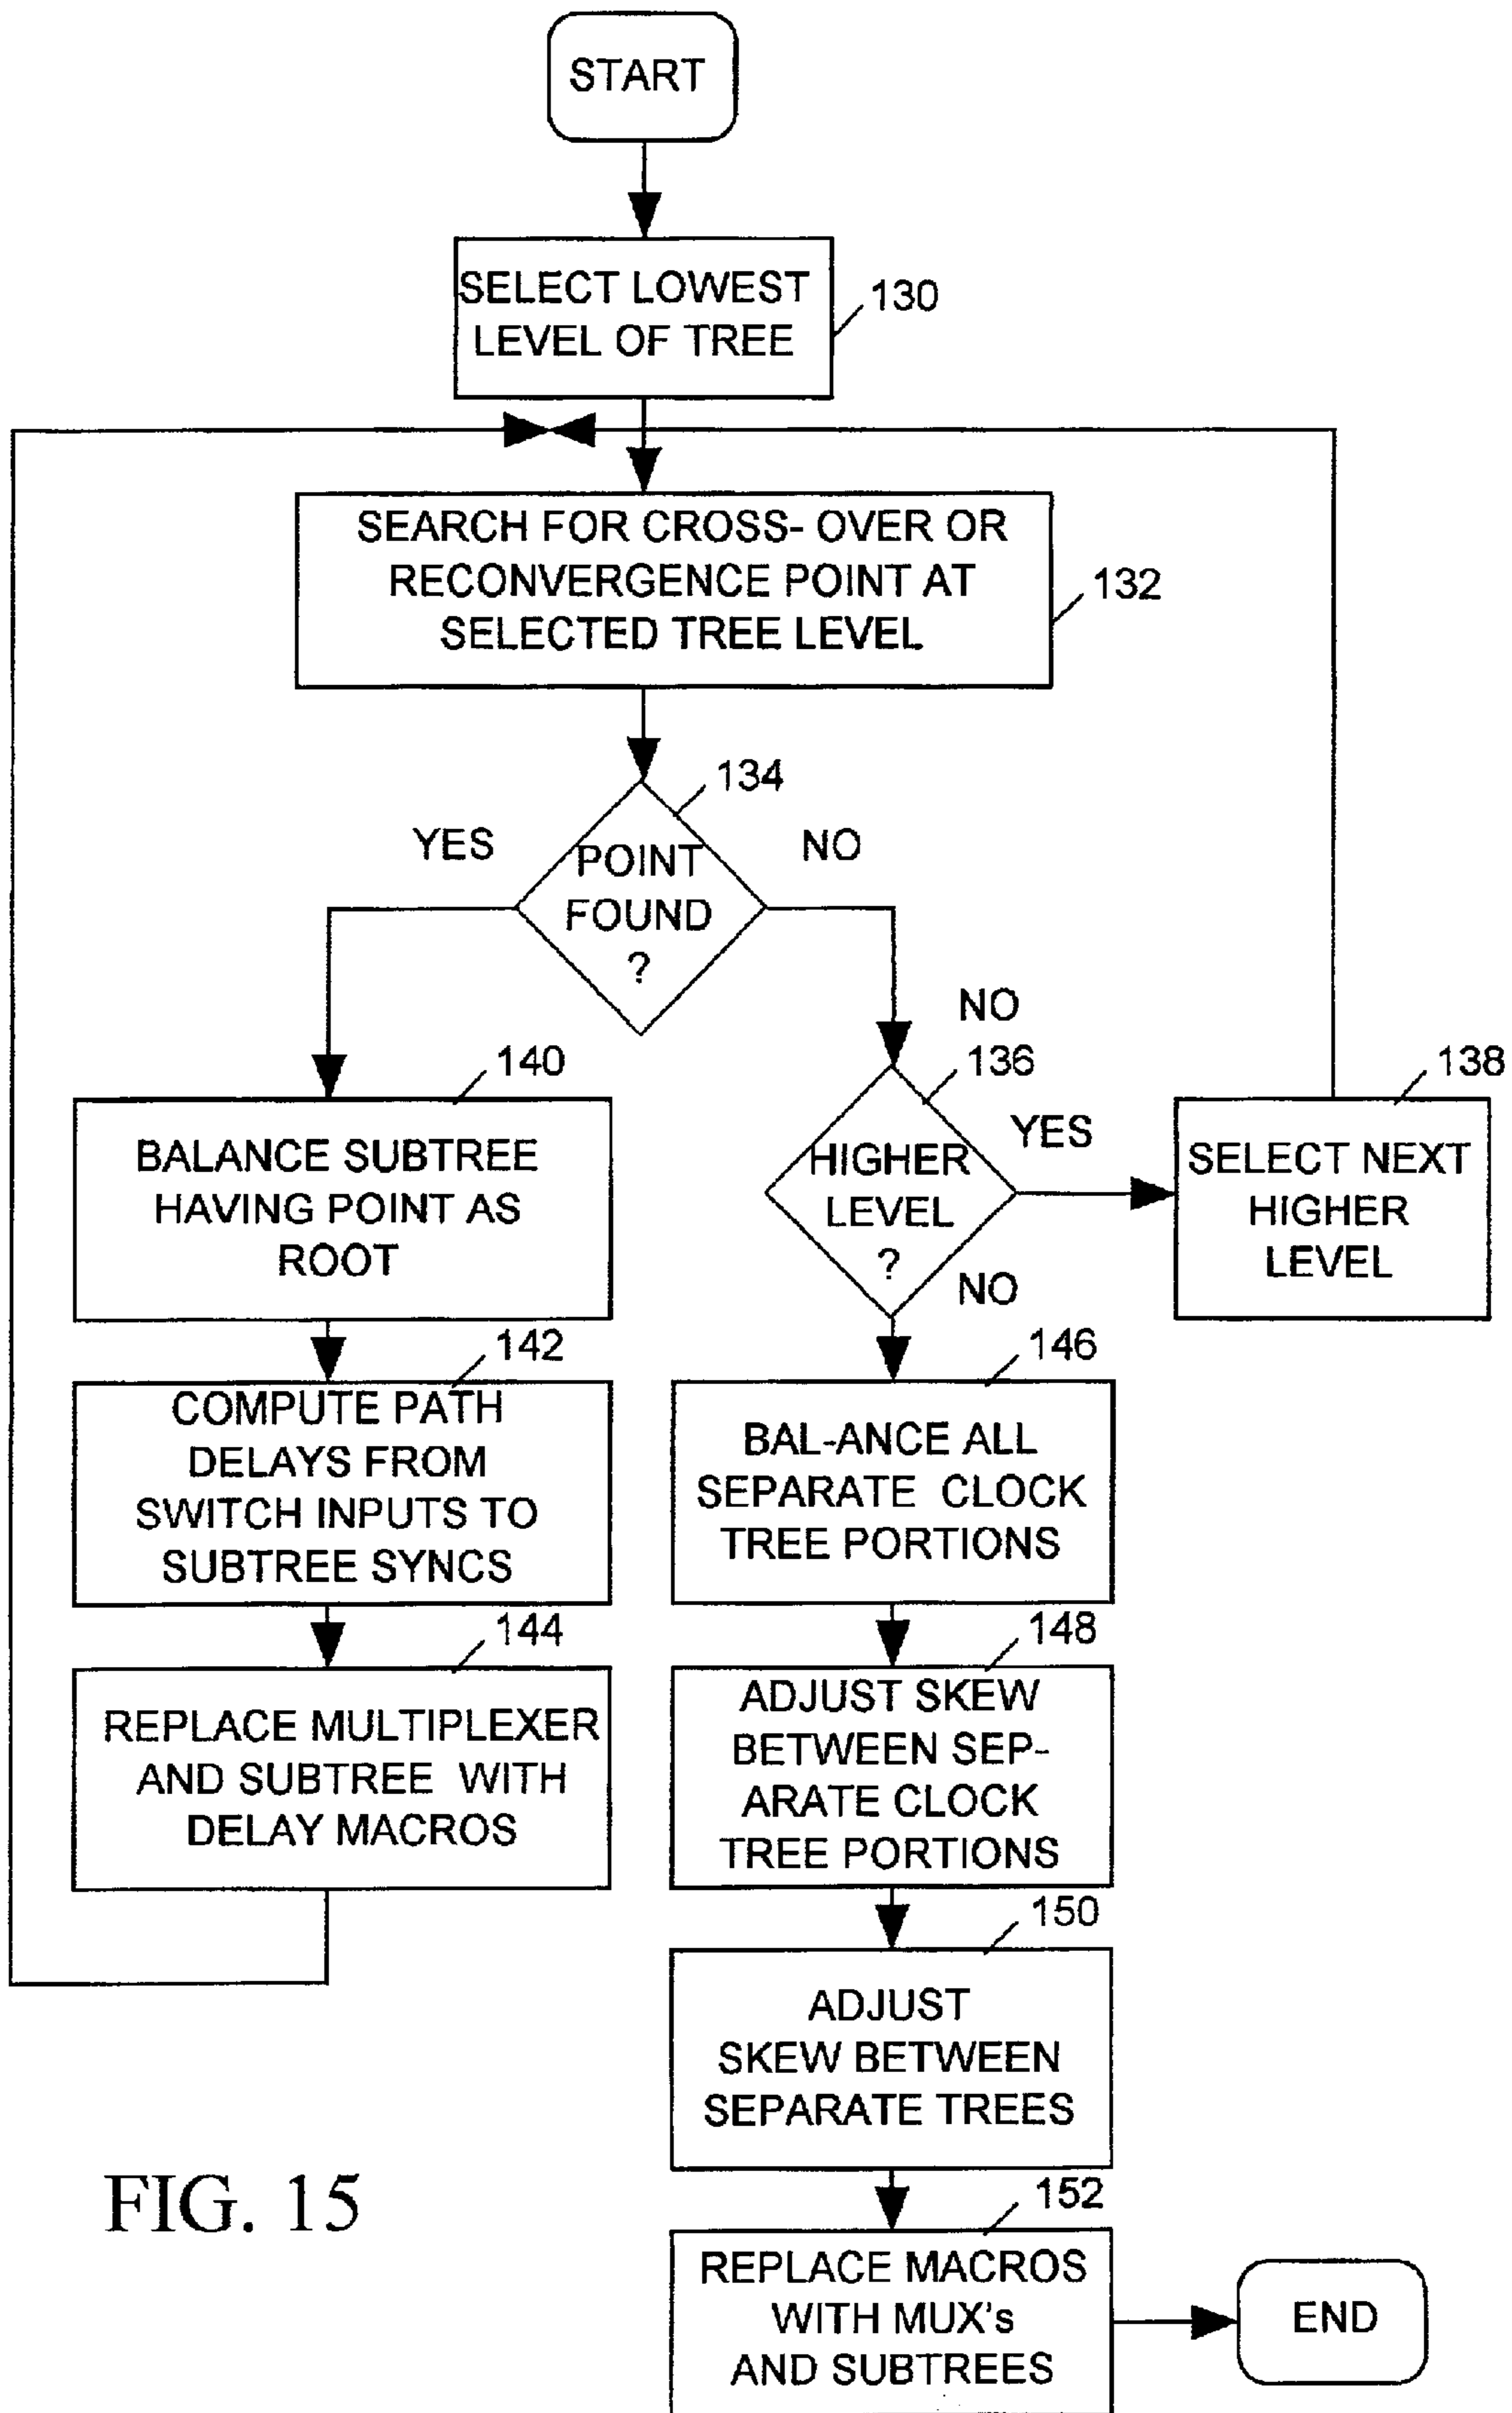 START
SELECT LOWEST
LEVEL OF TREE
130
SEARCH FOR CROSS- OVER OR
RECONVERGENCE POINT AT
SELECTED TREE LEVEL
132
134
YES
NO
POINT
FOUND
?
NO
140
136
138
BALANCE SUBTREE
HAVING POINT AS
ROOT
HIGHER
LEVEL
?
YES
NO
SELECT NEXT
HIGHER
LEVEL
142
COMPUTE PATH
DELAYS FROM
SWITCH INPUTS TO
SUBTREE SYNCS
146
BAL-ANCE ALL
SEPARATE CLOCK
TREE PORTIONS
144
REPLACE MULTIPLEXER
AND SUBTREE WITH
DELAY MACROS
148
ADJUST SKEW
BETWEEN SEP-
ARATE CLOCK
TREE PORTIONS
150
ADJUST
SKEW BETWEEN
SEPARATE TREES
152
REPLACE MACROS
WITH MUX's
AND SUBTREES
END
FIG. 15